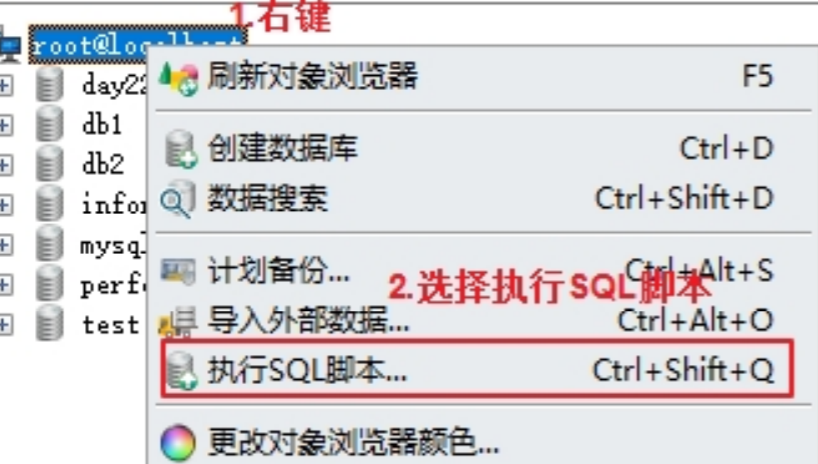 1.右键
root@localhost
刷新对象浏览器 F5
day22
db1
创建数据库 Ctrl+D
db2
数据搜索 Ctrl+Shift+D
infor
mysql
计划备份... Ctrl+Alt+S
2.选择执行SQL脚本
perf
导入外部数据... Ctrl+Alt+O
test
执行SQL脚本... Ctrl+Shift+Q
更改对象浏览器颜色...